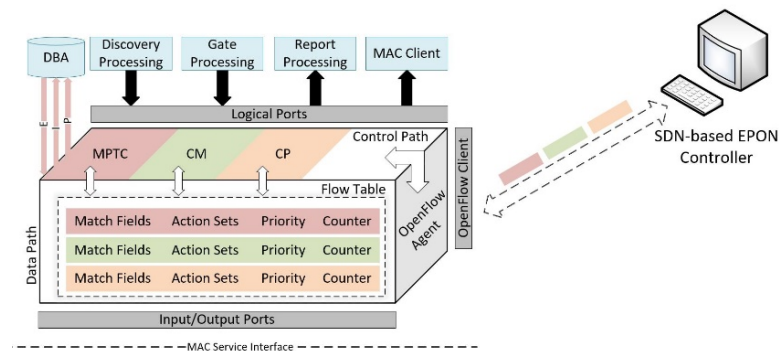 DBA
Discovery
Processing
Gate
Processing
Report
Processing
MAC Client
E
I
P
Logical Ports
Control Path
MPTC
CM
CP
Flow Table
Match Fields Action Sets Priority Counter
Match Fields Action Sets Priority Counter
Match Fields Action Sets Priority Counter
Data Path
OpenFlow
Agent
OpenFlow Client
Input/Output Ports
MAC Service Interface
SDN-based EPON
Controller